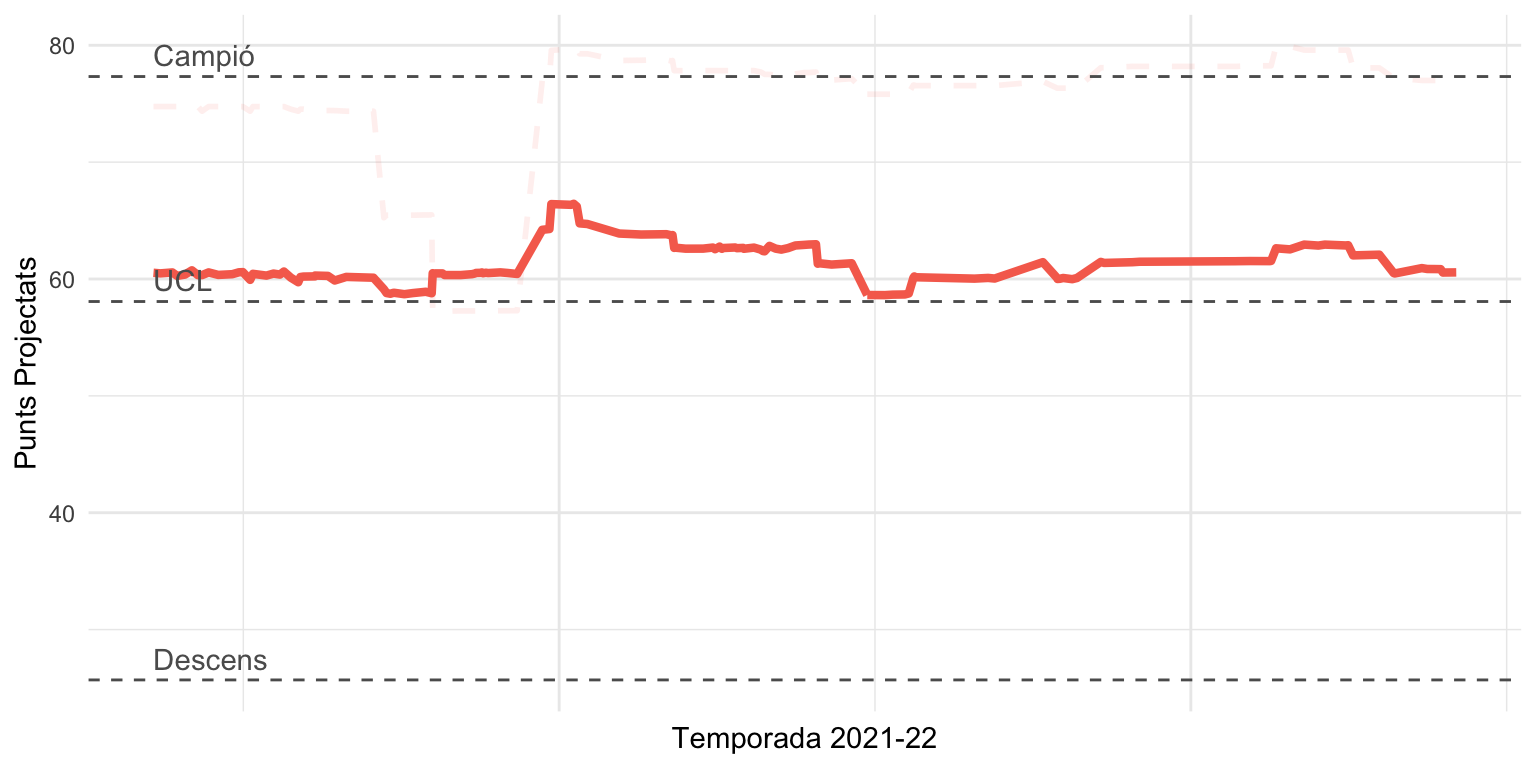 80
Campió
60
UCL
Punts Projectats
40
Descens
Temporada 2021-22